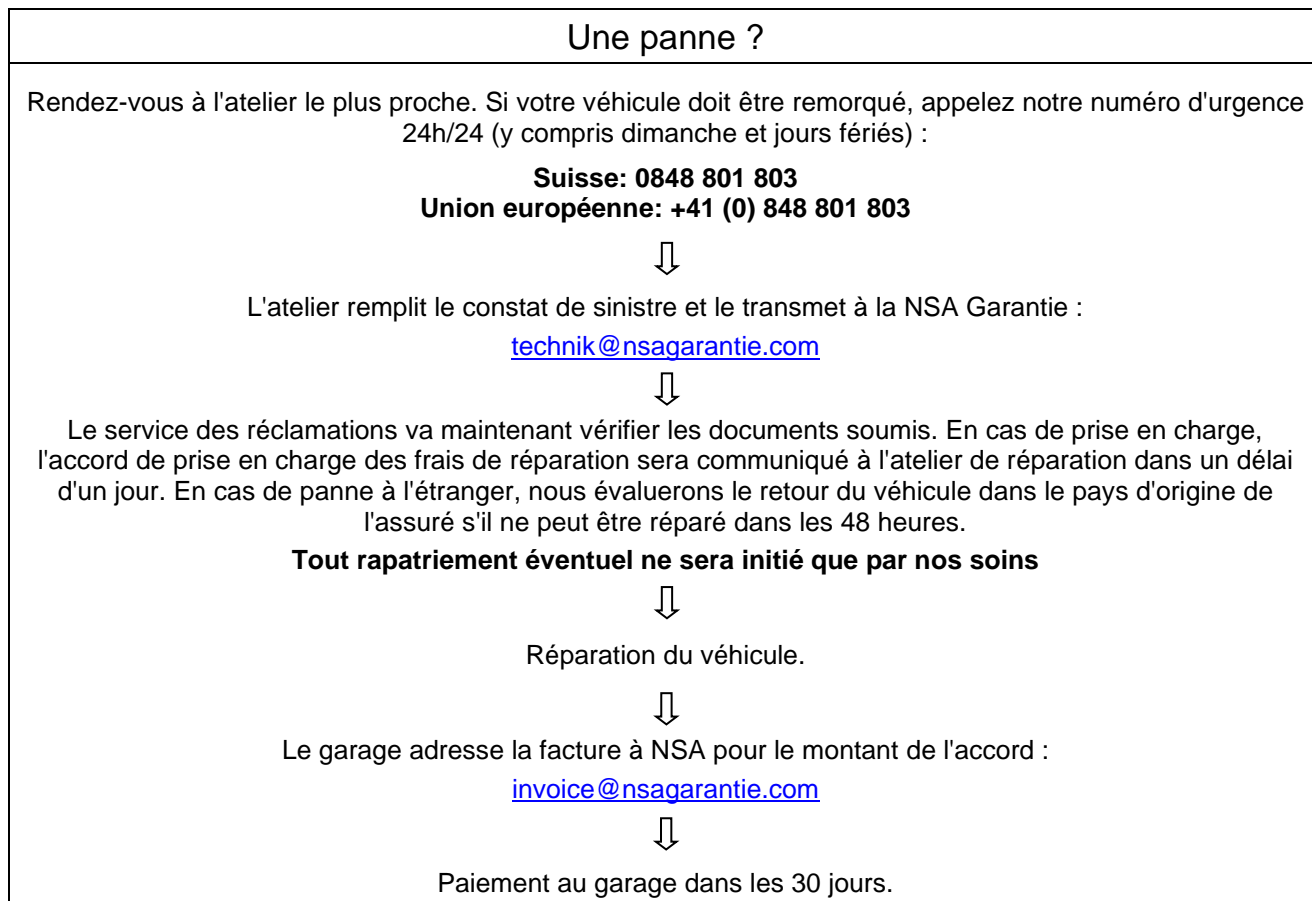 Une panne ?
Rendez-vous à l'atelier le plus proche. Si votre véhicule doit être remorqué, appelez notre numéro d'urgence
24h/24 (y compris dimanche et jours fériés) :
Suisse: 0848 801 803
Union européenne: +41 (0) 848 801 803
L'atelier remplit le constat de sinistre et le transmet à la NSA Garantie :
technik@nsagarantie.com
Le service des réclamations va maintenant vérifier les documents soumis. En cas de prise en charge,
l'accord de prise en charge des frais de réparation sera communiqué à l'atelier de réparation dans un délai
d'un jour. En cas de panne à l'étranger, nous évaluerons le retour du véhicule dans le pays d'origine de
l'assuré s'il ne peut être réparé dans les 48 heures.
Tout rapatriement éventuel ne sera initié que par nos soins
Réparation du véhicule.
Le garage adresse la facture à NSA pour le montant de l'accord :
invoice@nsagarantie.com
Paiement au garage dans les 30 jours.